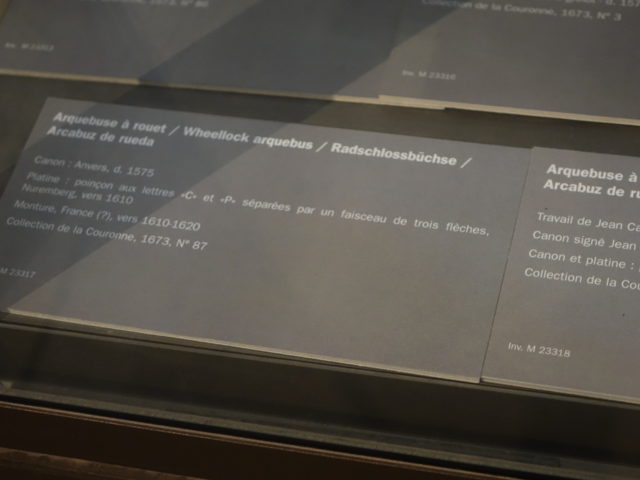 Collection de la Couronne, 1673, N° 3
Inv. M 23316
Arquebuse à rouet / Wheellock arquebus / Radschlossbüchse /
Arcabuz de rueda
Canon : Anvers, d. 1575
Platine : poinçon aux lettres «C» et «P» séparées par un faisceau de trois flèches,
Nuremberg, vers 1610
Monture, France (?), vers 1610-1620
Collection de la Couronne, 1673, N° 87
M 23317
Arquebuse à
Arcabuz de
Travail de Jean
Canon signé Jean
Canon et platine :
Collection de la
Inv. M 23318